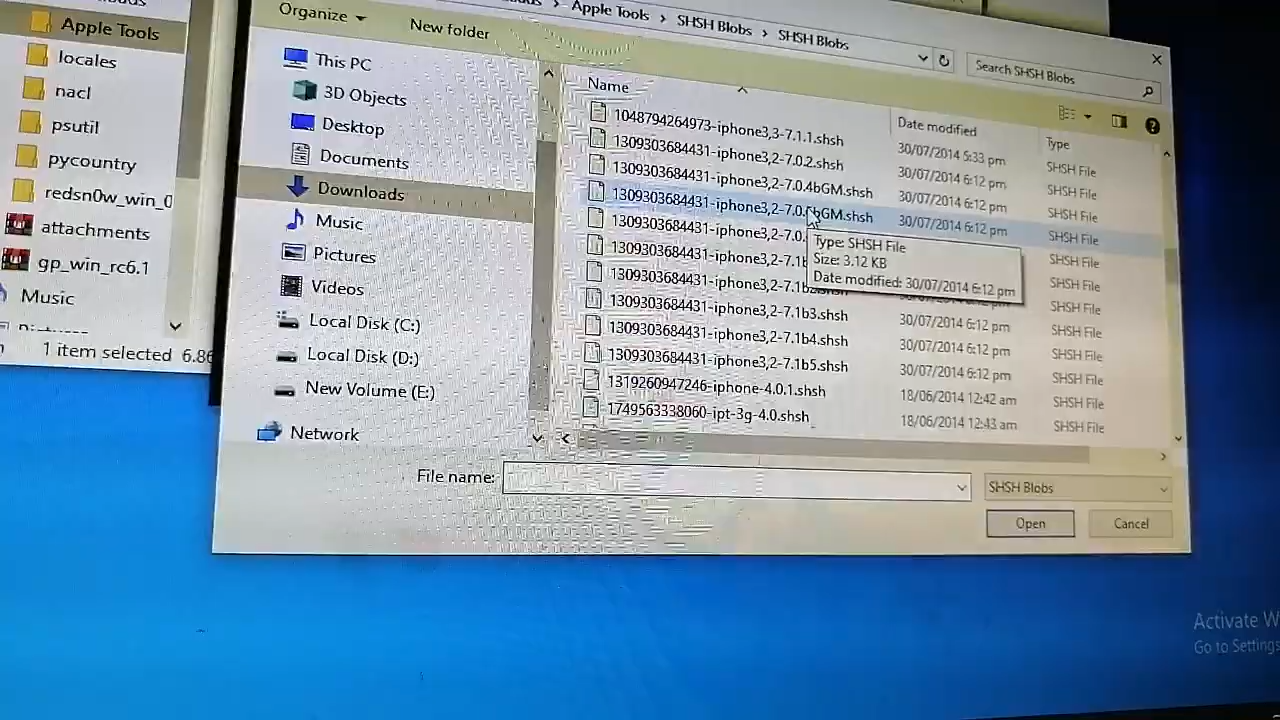 Apple Tools
locales
nacl
psutil
pycountry
redsn0w_win_0
attachments
gp_win_rc6.1
Music
1 item selected 6.86
Apple Tools > SHSH Blobs > SHSH Blobs
Search SHSH Blobs
Organize
New folder
This PC
3D Objects
Desktop
Documents
Downloads
Music
Pictures
Videos
Local Disk (C:)
Local Disk (D:)
New Volume (E:)
Network
Name Date modified Type
1048794264973-iphone3,3-7.1.1.shsh 30/07/2014 5:33 pm SHSH File
1309303684431-iphone3,2-7.0.2.shsh 30/07/2014 6:12 pm SHSH File
1309303684431-iphone3,2-7.0.4bGM.shsh 30/07/2014 6:12 pm SHSH File
1309303684431-iphone3,2-7.0. bGM.shsh 30/07/2014 6:12 pm SHSH File
1309303684431-iphone3,2-7.0. SHSH File
1309303684431-iphone3,2-7.1b SHSH File
1309303684431-iphone3,2-7.1b SHSH File
1309303684431-iphone3,2-7.1b3.shsh 30/07/2014 6:12 pm SHSH File
1309303684431-iphone3,2-7.1b4.shsh 30/07/2014 6:12 pm SHSH File
1309303684431-iphone3,2-7.1b5.shsh 30/07/2014 6:12 pm SHSH File
1319260947246-iphone-4.0.1.shsh 18/06/2014 12:42 am SHSH File
1749563338060-ipt-3g-4.0.shsh 18/06/2014 12:43 am SHSH File
Type: SHSH File
Size: 3.12 KB
Date modified: 30/07/2014 6:12 pm
File name:
SHSH Blobs
Open
Cancel
Activate W
Go to Settings